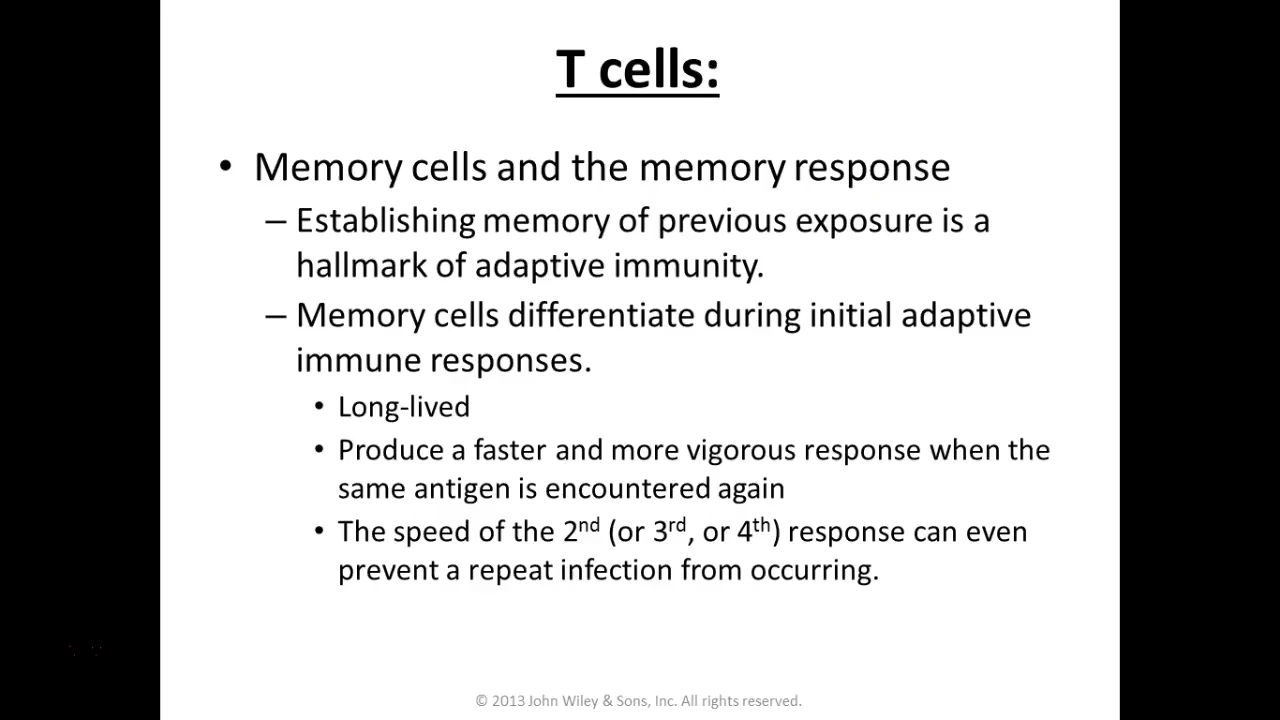 T cells:
• Memory cells and the memory response
– Establishing memory of previous exposure is a
hallmark of adaptive immunity.
– Memory cells differentiate during initial adaptive
immune responses.
• Long-lived
• Produce a faster and more vigorous response when the
same antigen is encountered again
• The speed of the 2nd (or 3rd, or 4th) response can even
prevent a repeat infection from occurring.
© 2013 John Wiley & Sons, Inc. All rights reserved.